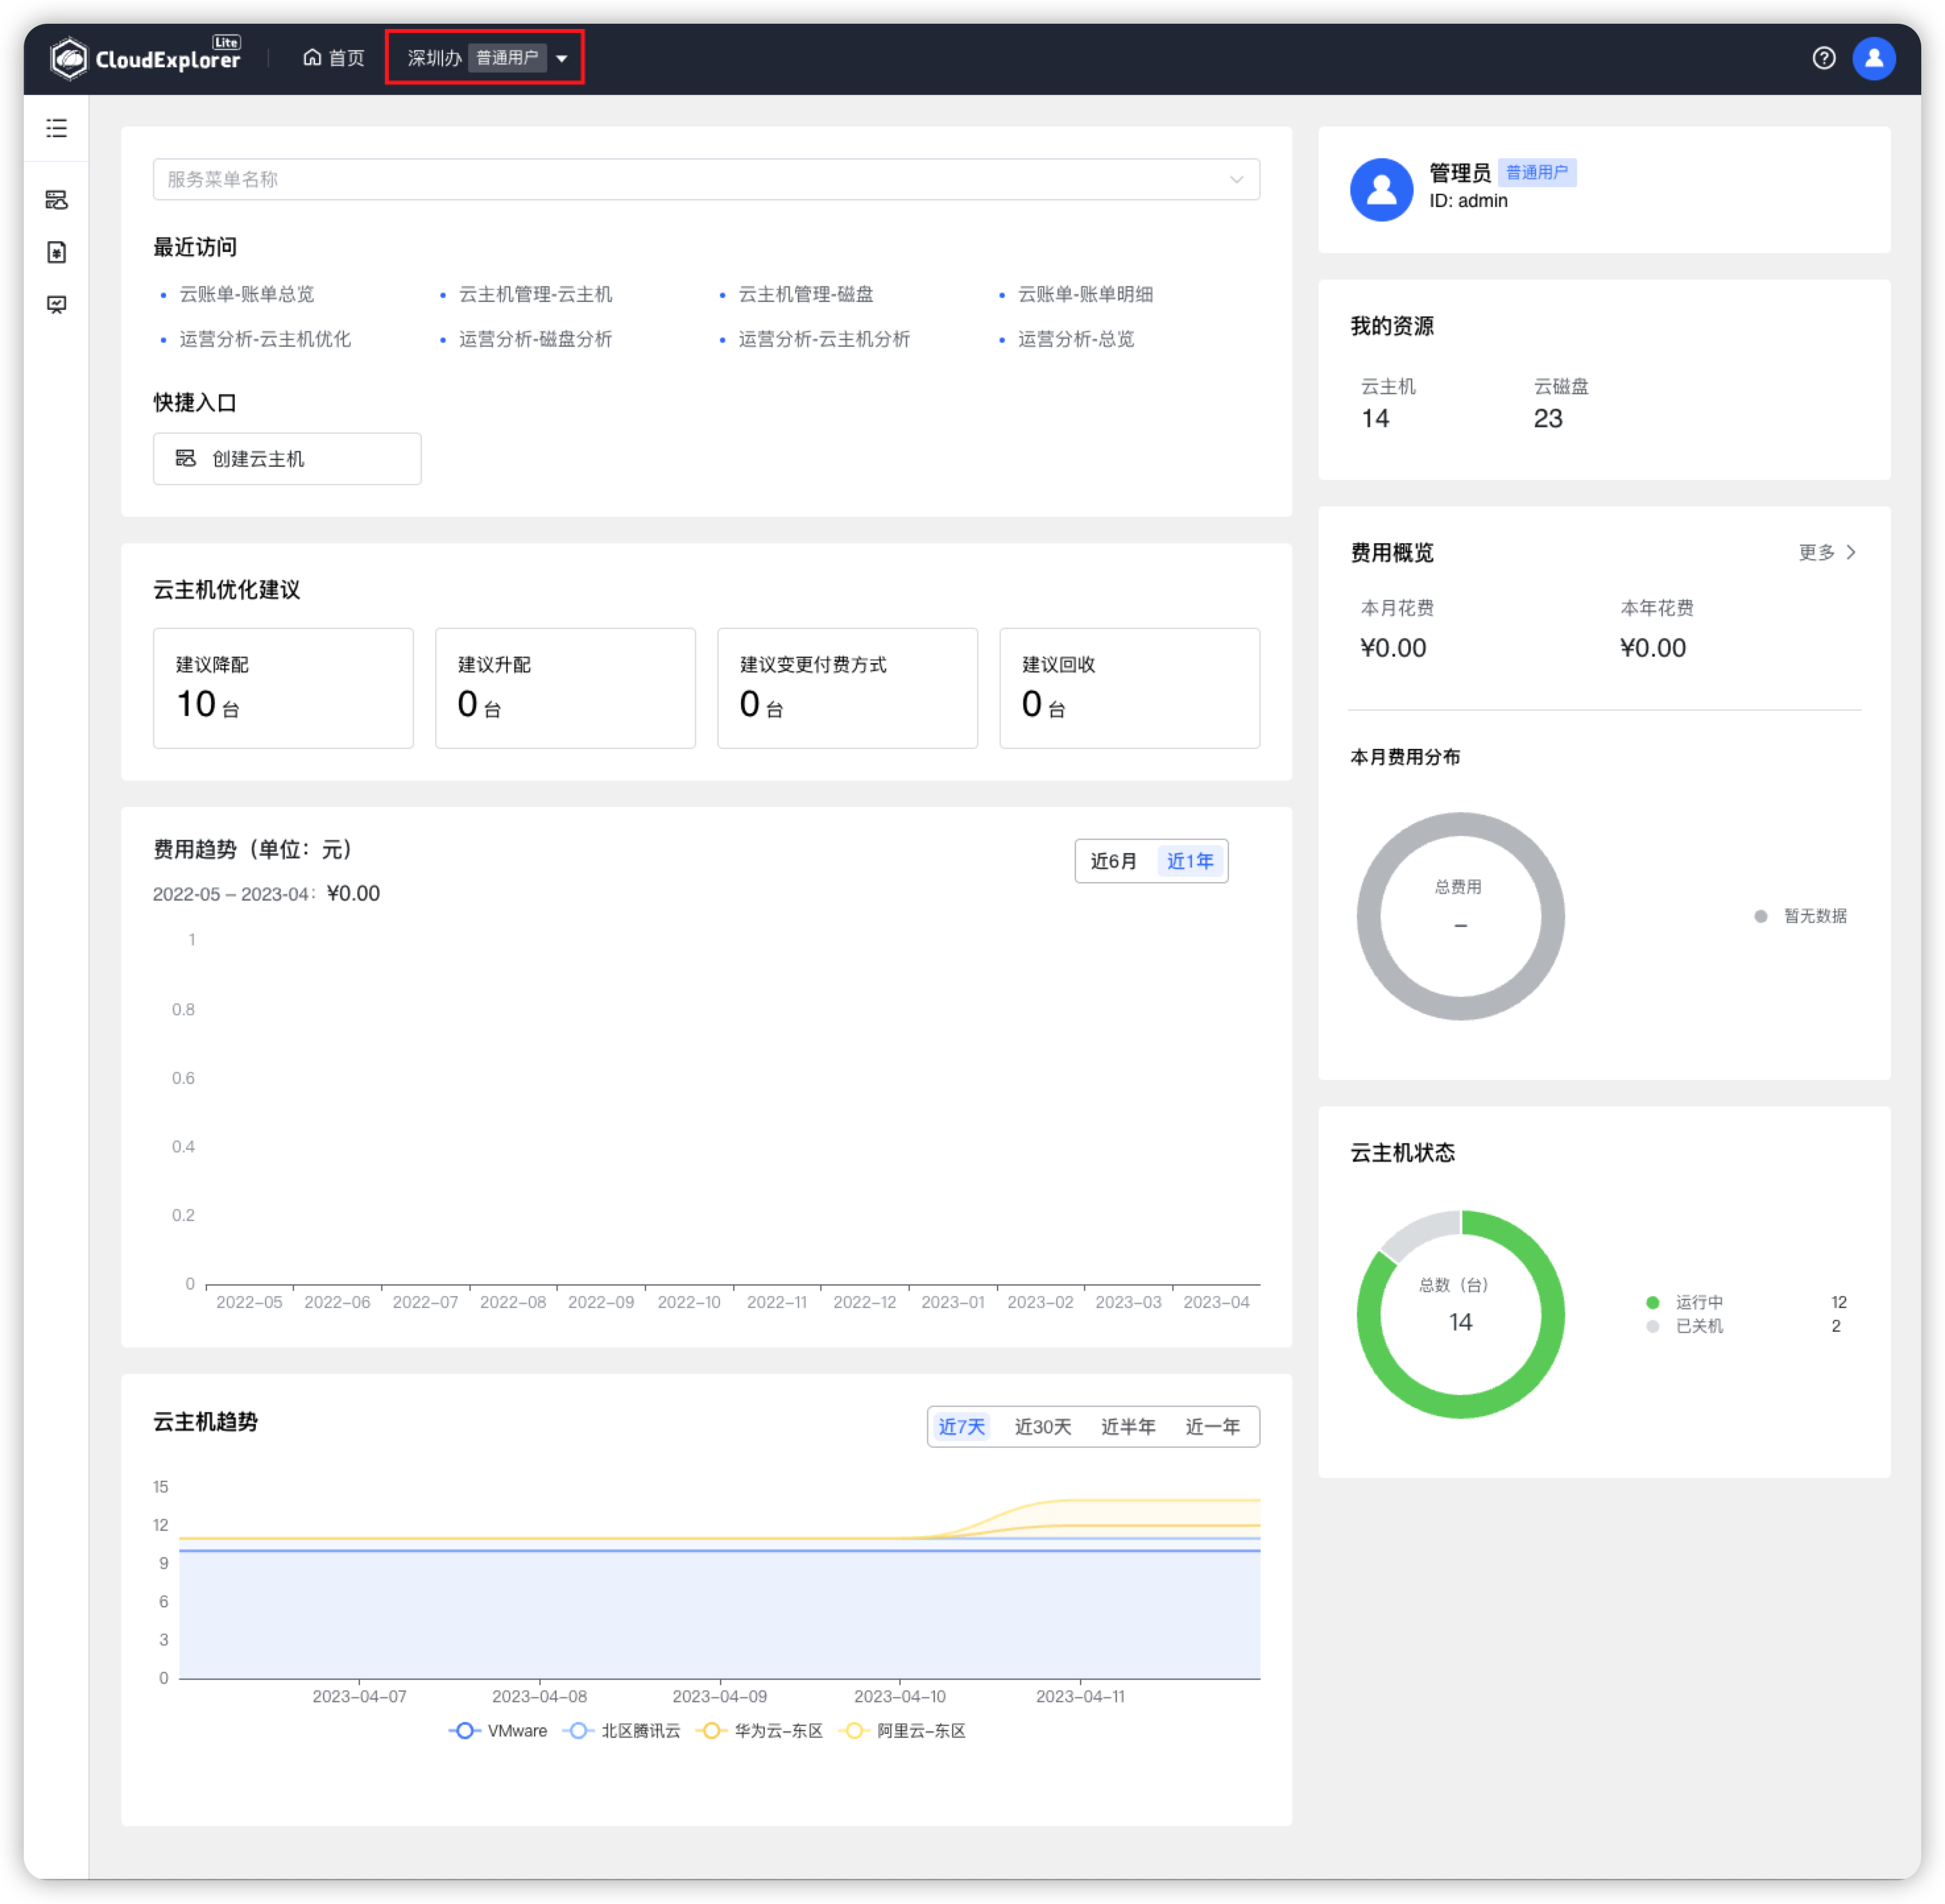 CloudExplorer Lite 首页 深圳办 普通用户
服务菜单名称
最近访问
云账单-账单总览 云主机管理-云主机 云主机管理-磁盘 云账单-账单明细
运营分析-云主机优化 运营分析-磁盘分析 运营分析-云主机分析 运营分析-总览
快捷入口
创建云主机
云主机优化建议
建议降配 建议升配 建议变更付费方式 建议回收
10 台 0 台 0 台 0 台
费用趋势（单位：元）
近6月 近1年
2022-05 – 2023-04: ¥0.00
1
0.8
0.6
0.4
0.2
0
2022-05 2022-06 2022-07 2022-08 2022-09 2022-10 2022-11 2022-12 2023-01 2023-02 2023-03 2023-04
云主机趋势
近7天 近30天 近半年 近一年
15
12
9
6
3
0
2023-04-07 2023-04-08 2023-04-09 2023-04-10 2023-04-11
VMware 北区腾讯云 华为云-东区 阿里云-东区
管理员 普通用户
ID: admin
我的资源
云主机 云磁盘
14 23
费用概览 更多
本月花费 本年花费
¥0.00 ¥0.00
本月费用分布
总费用
–
暂无数据
云主机状态
总数（台）
14
运行中 12
已关机 2